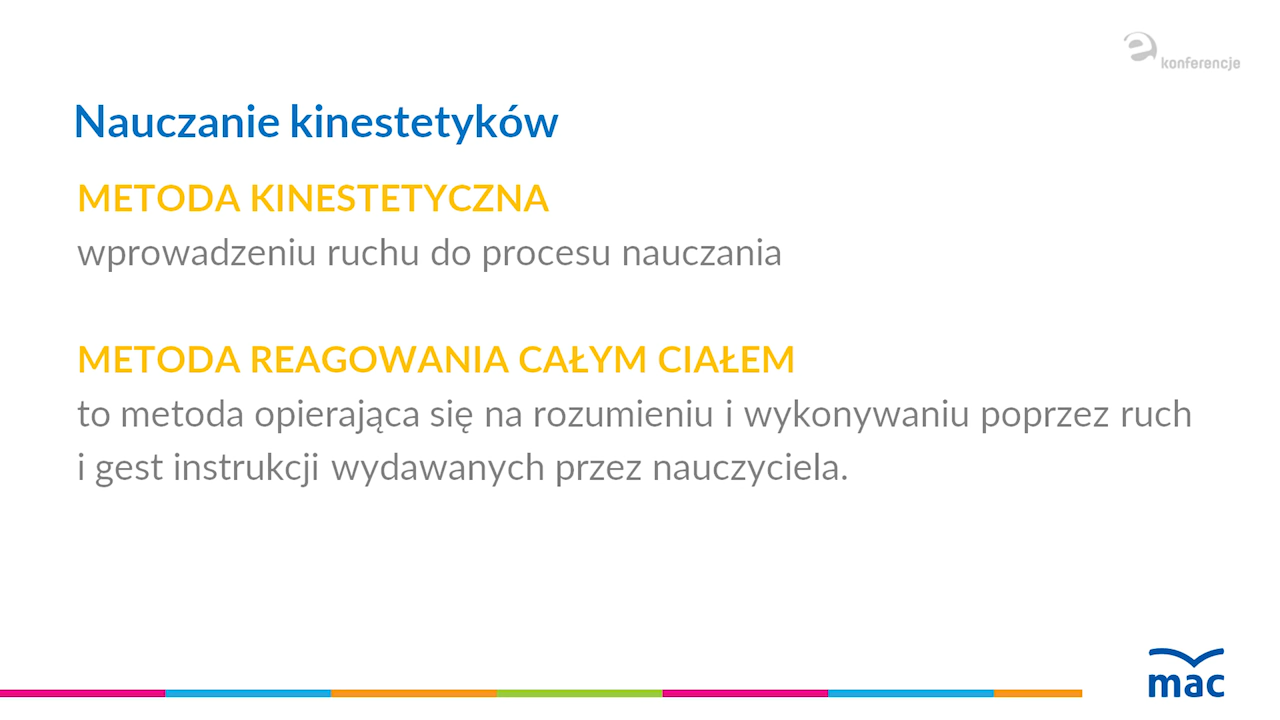 e konferencje
Nauczanie kinestetyków
METODA KINESTETYCZNA
wprowadzeniu ruchu do procesu nauczania
METODA REAGOWANIA CAŁYM CIAŁEM
to metoda opierająca się na rozumieniu i wykonywaniu poprzez ruch
i gest instrukcji wydawanych przez nauczyciela.
mac